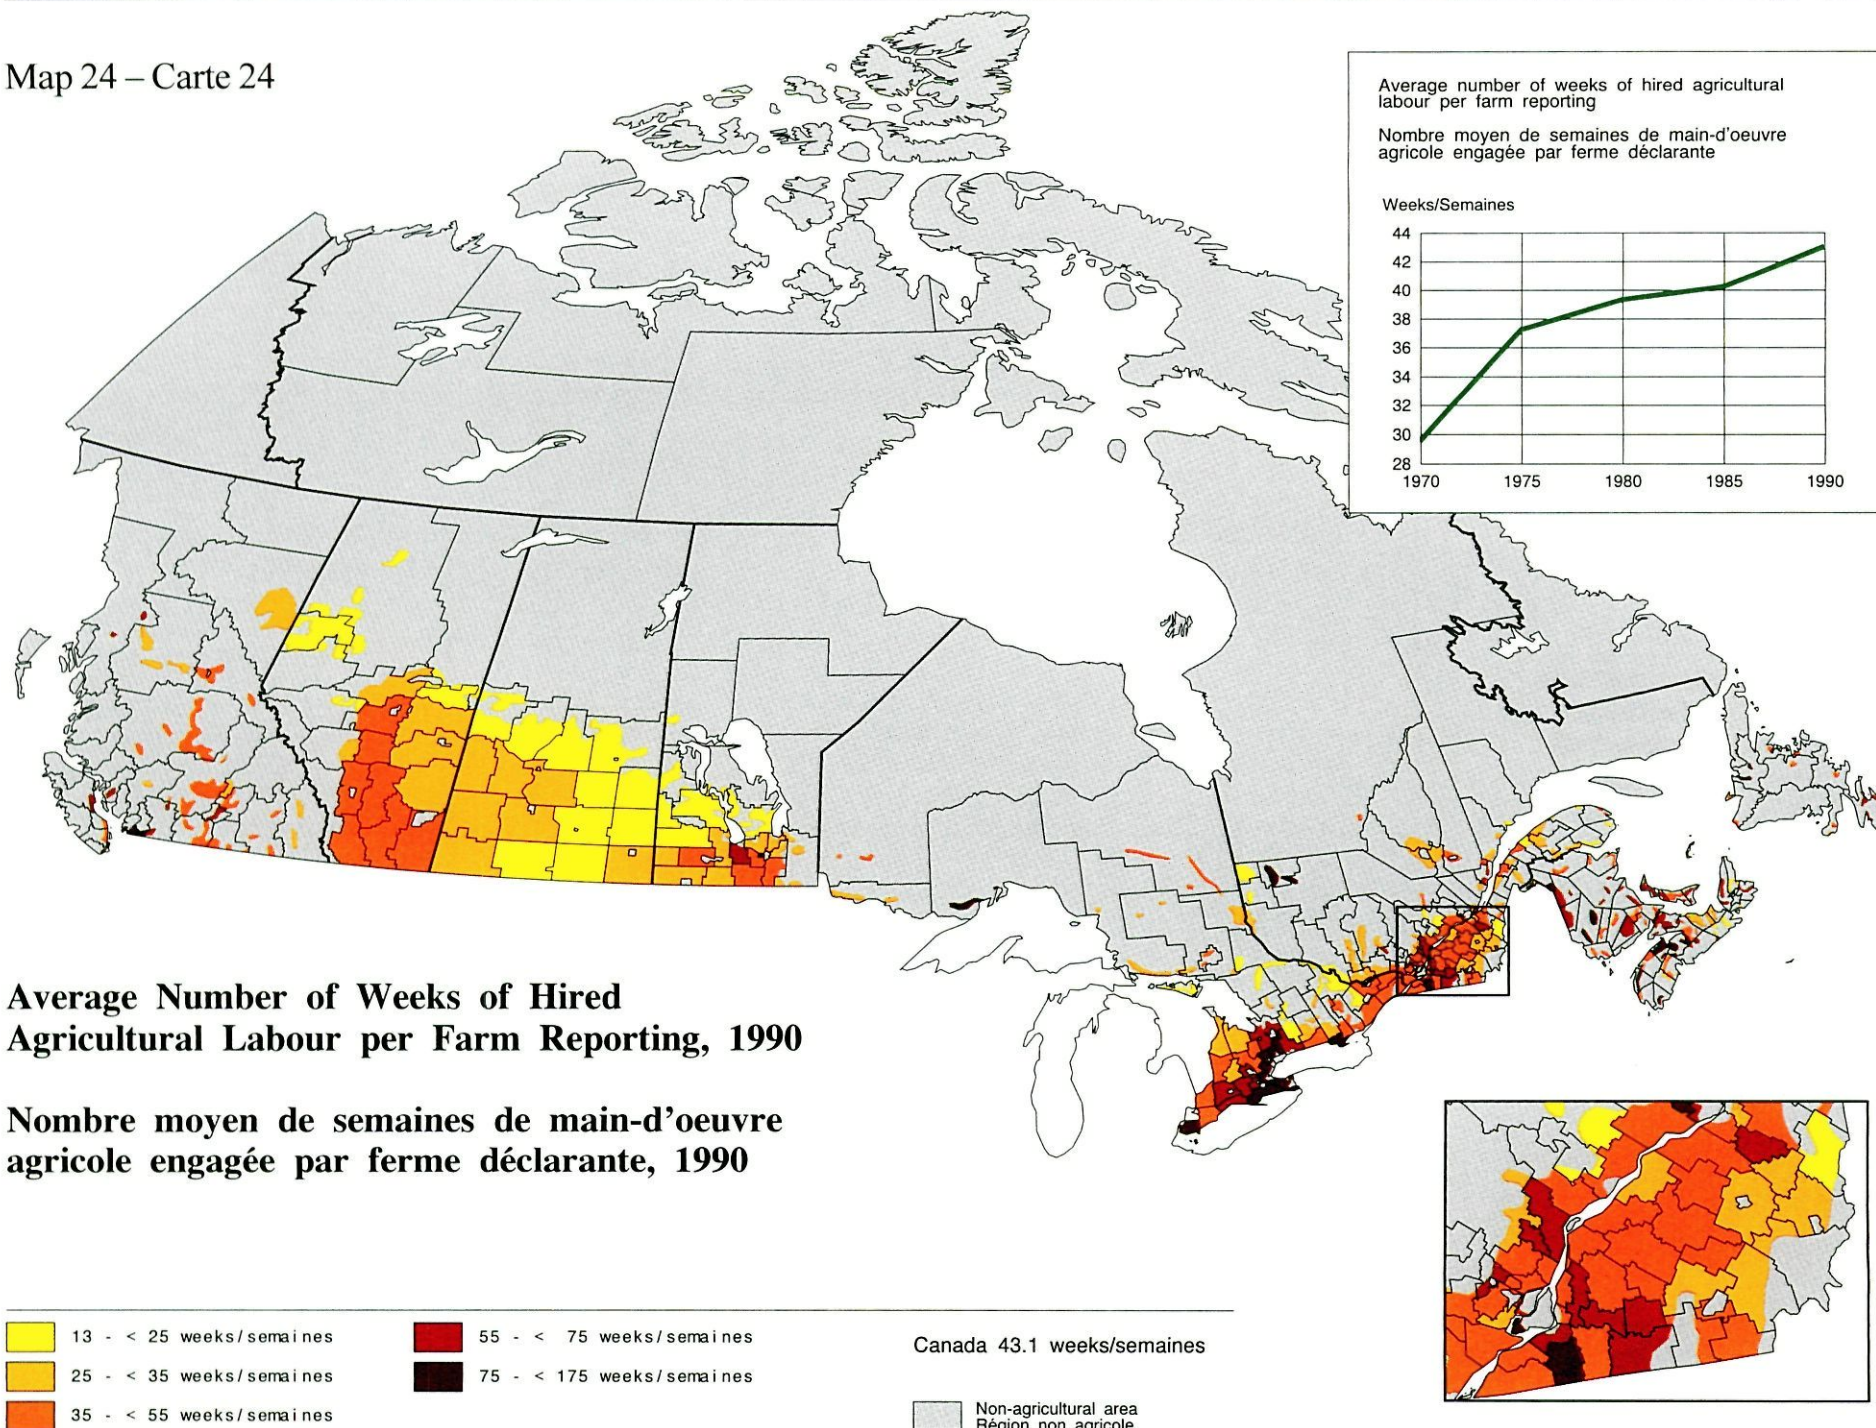 Map 24 – Carte 24
Average number of weeks of hired agricultural
labour per farm reporting
Nombre moyen de semaines de main-d'oeuvre
agricole engagée par ferme déclarante
Weeks/Semaines
44
42
40
38
36
34
32
30
28
1970 1975 1980 1985 1990
Average Number of Weeks of Hired
Agricultural Labour per Farm Reporting, 1990
Nombre moyen de semaines de main-d'oeuvre
agricole engagée par ferme déclarante, 1990
13 - < 25 weeks/semaines
25 - < 35 weeks/semaines
35 - < 55 weeks/semaines
55 - < 75 weeks/semaines
75 - < 175 weeks/semaines
Canada 43.1 weeks/semaines
Non-agricultural area
Région non agricole